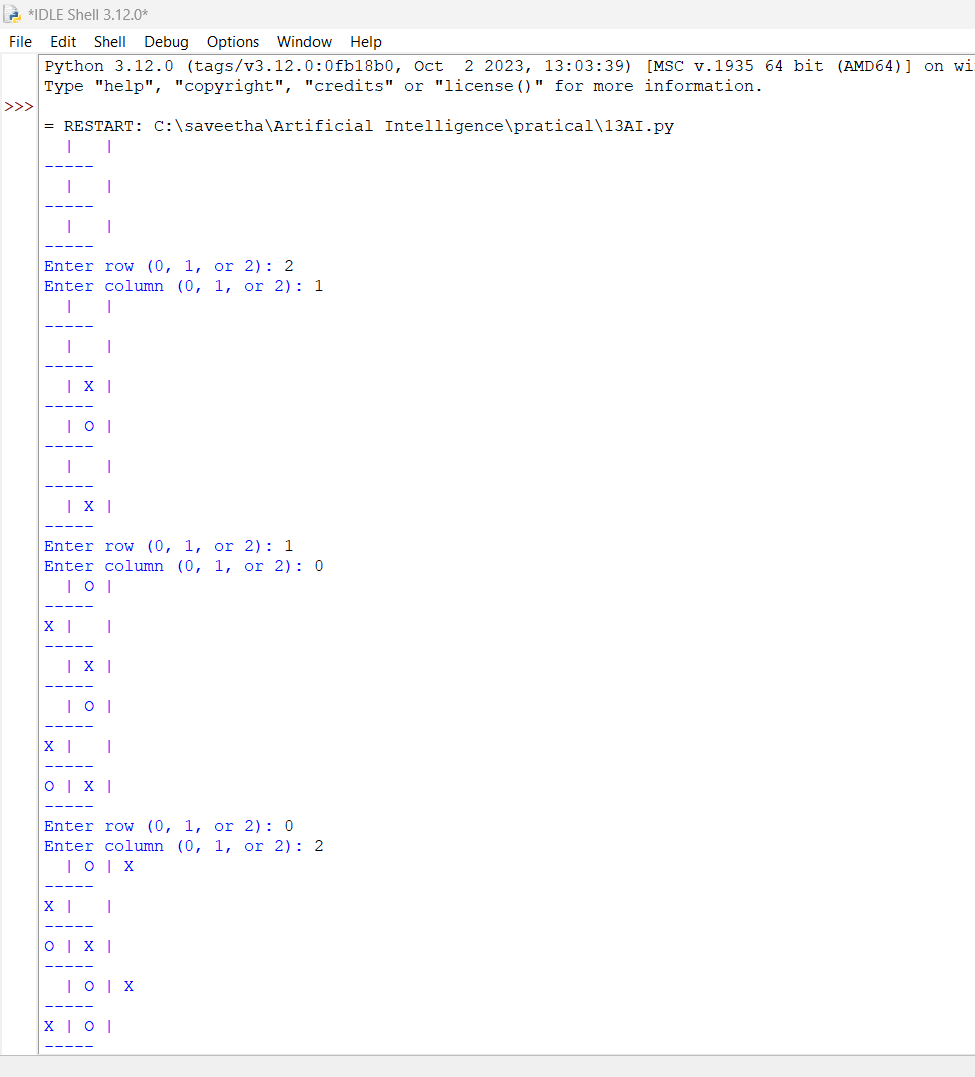 *IDLE Shell 3.12.0*
File Edit Shell Debug Options Window Help
Python 3.12.0 (tags/v3.12.0:0fb18b0, Oct  2 2023, 13:03:39) [MSC v.1935 64 bit (AMD64)] on wi
Type "help", "copyright", "credits" or "license()" for more information.
>>>
= RESTART: C:\saveetha\Artificial Intelligence\pratical\13AI.py
  |   |
-----
  |   |
-----
  |   |
-----
Enter row (0, 1, or 2): 2
Enter column (0, 1, or 2): 1
  |   |
-----
  |   |
-----
  | X |
-----
  | O |
-----
  |   |
-----
  | X |
-----
Enter row (0, 1, or 2): 1
Enter column (0, 1, or 2): 0
  | O |
-----
X |   |
-----
  | X |
-----
  | O |
-----
X |   |
-----
O | X |
-----
Enter row (0, 1, or 2): 0
Enter column (0, 1, or 2): 2
  | O | X
-----
X |   |
-----
O | X |
-----
  | O | X
-----
X | O |
-----